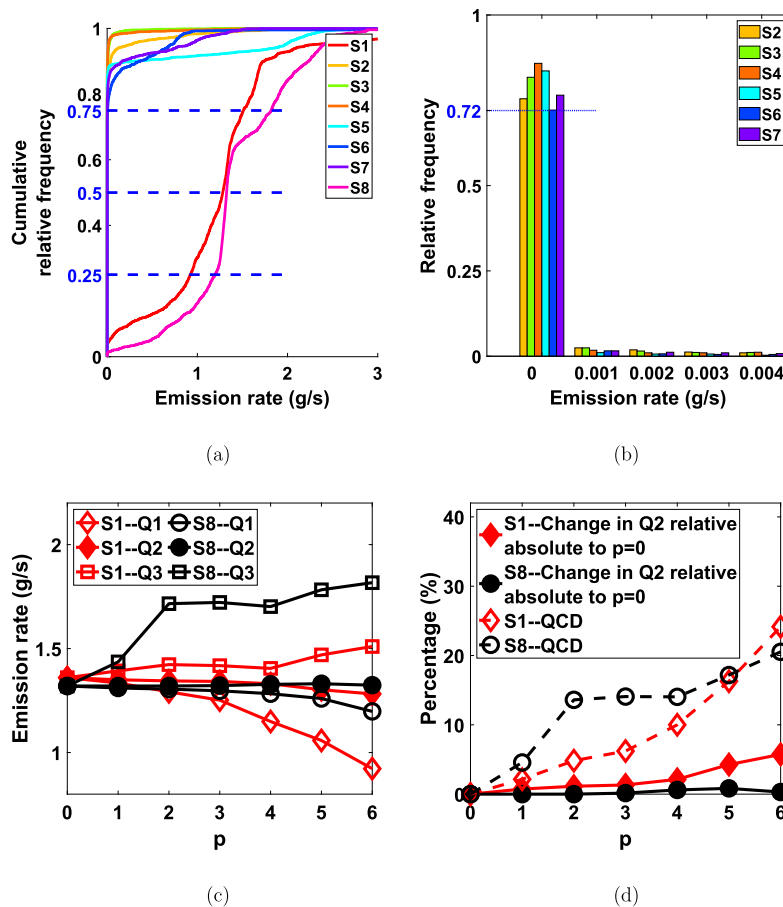 1
0.8
0.75
0.6
0.5
0.4
0.25
0
Cumulative
relative frequency
0 1 2 3
Emission rate (g/s)
S1
S2
S3
S4
S5
S6
S7
S8
(a)
1
0.72
0.5
0.25
0
Relative frequency
0 0.001 0.002 0.003 0.004
Emission rate (g/s)
S2
S3
S4
S5
S6
S7
(b)
2
1.5
1
Emission rate (g/s)
S1--Q1 S8--Q1
S1--Q2 S8--Q2
S1--Q3 S8--Q3
0 1 2 3 4 5 6
p
(c)
40
30
20
10
0
Percentage (%)
S1--Change in Q2 relative
absolute to p=0
S8--Change in Q2 relative
absolute to p=0
S1--QCD
S8--QCD
0 1 2 3 4 5 6
p
(d)